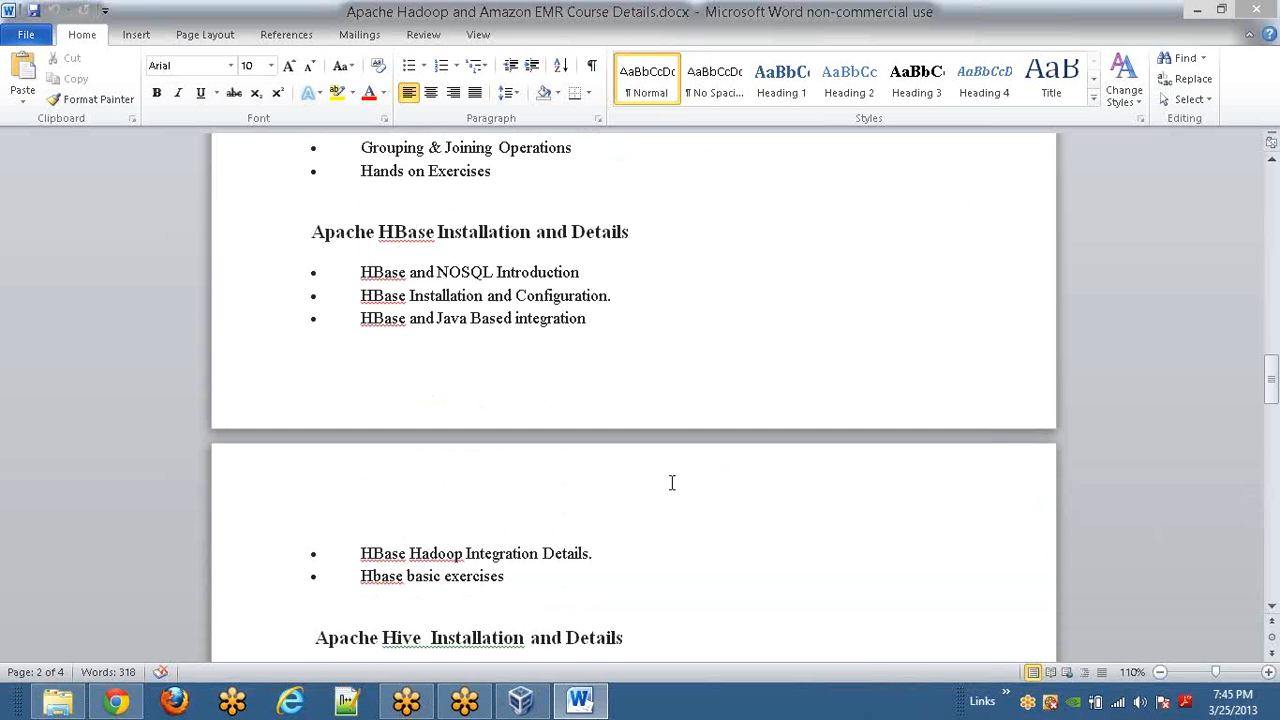 Apache Hadoop and Amazon EMR Course Details.docx - Microsoft Word non-commercial use
File Home Insert Page Layout References Mailings Review View
Paste
Cut
Copy
Format Painter
Clipboard
Arial 10
Font
Paragraph
AaBbCcDc AaBbCcDc AaBbC AaBbCc AaBbC AaBbCcDc AaB
¶ Normal ¶ No Spaci... Heading 1 Heading 2 Heading 3 Heading 4 Title
Styles
Change
Styles
Find
Replace
Select
Editing
• Grouping & Joining Operations
• Hands on Exercises
Apache HBase Installation and Details
• HBase and NOSQL Introduction
• HBase Installation and Configuration.
• HBase and Java Based integration
• HBase Hadoop Integration Details.
• Hbase basic exercises
Apache Hive Installation and Details
Page: 2 of 4 Words: 318 110%
Links
7:45 PM
3/25/2013